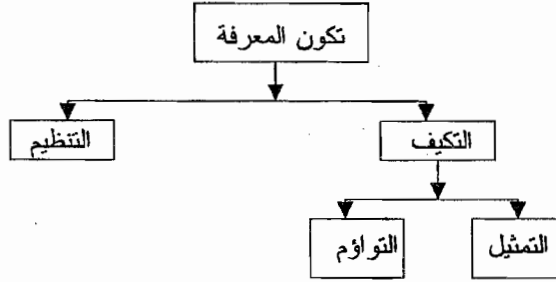 تكون المعرفة
التكيف
التنظيم
التمثيل
التواؤم